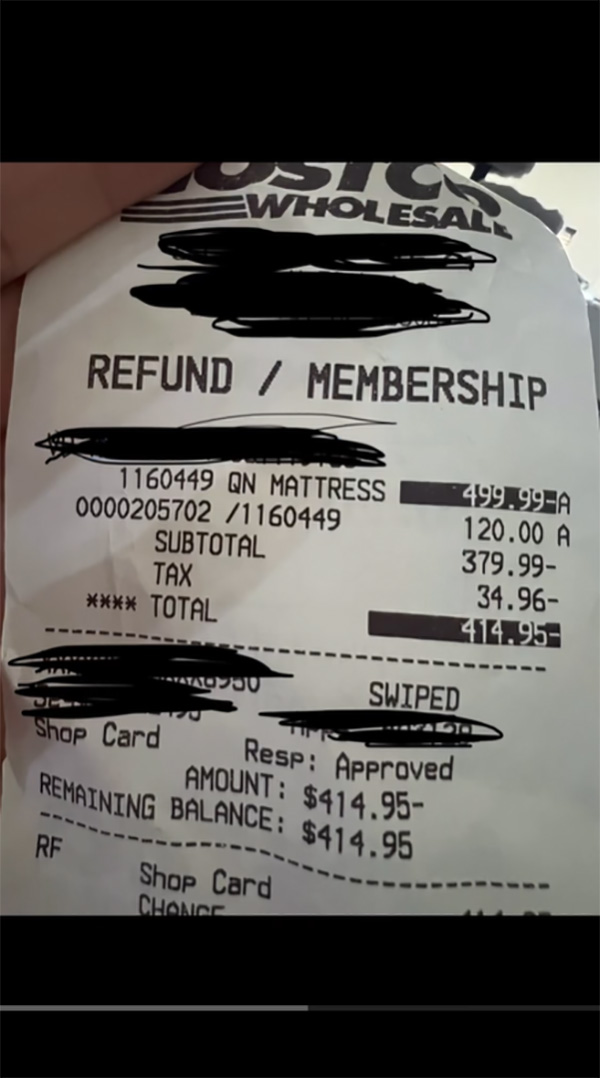 WHOLESALE
REFUND / MEMBERSHIP
1160449 QN MATTRESS 499.99-A
0000205702 /1160449 120.00 A
SUBTOTAL 379.99-
TAX 34.96-
**** TOTAL 414.95-
SWIPED
Shop Card
Resp: Approved
AMOUNT: $414.95-
REMAINING BALANCE: $414.95
RF Shop Card
CHANGE